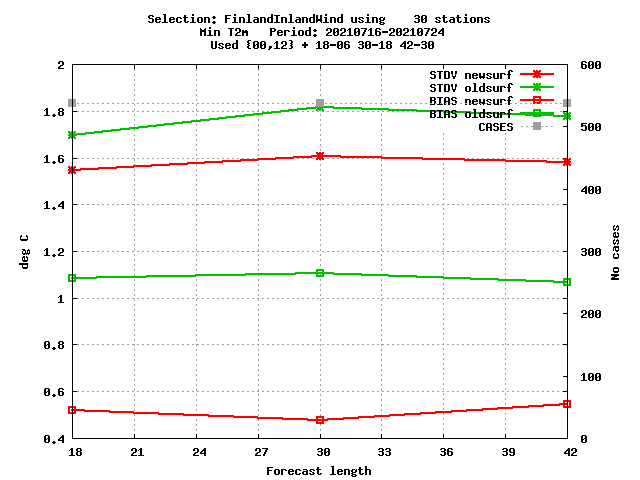 Selection: FinlandInlandWind using    30 stations
Min T2m   Period: 20210716-20210724
Used {00,12} + 18-06 30-18 42-30
STDV newsurf
STDV oldsurf
BIAS newsurf
BIAS oldsurf
CASES
2
1.8
1.6
1.4
1.2
1
0.8
0.6
0.4
deg C
600
500
400
300
200
100
0
No cases
18 21 24 27 30 33 36 39 42
Forecast length